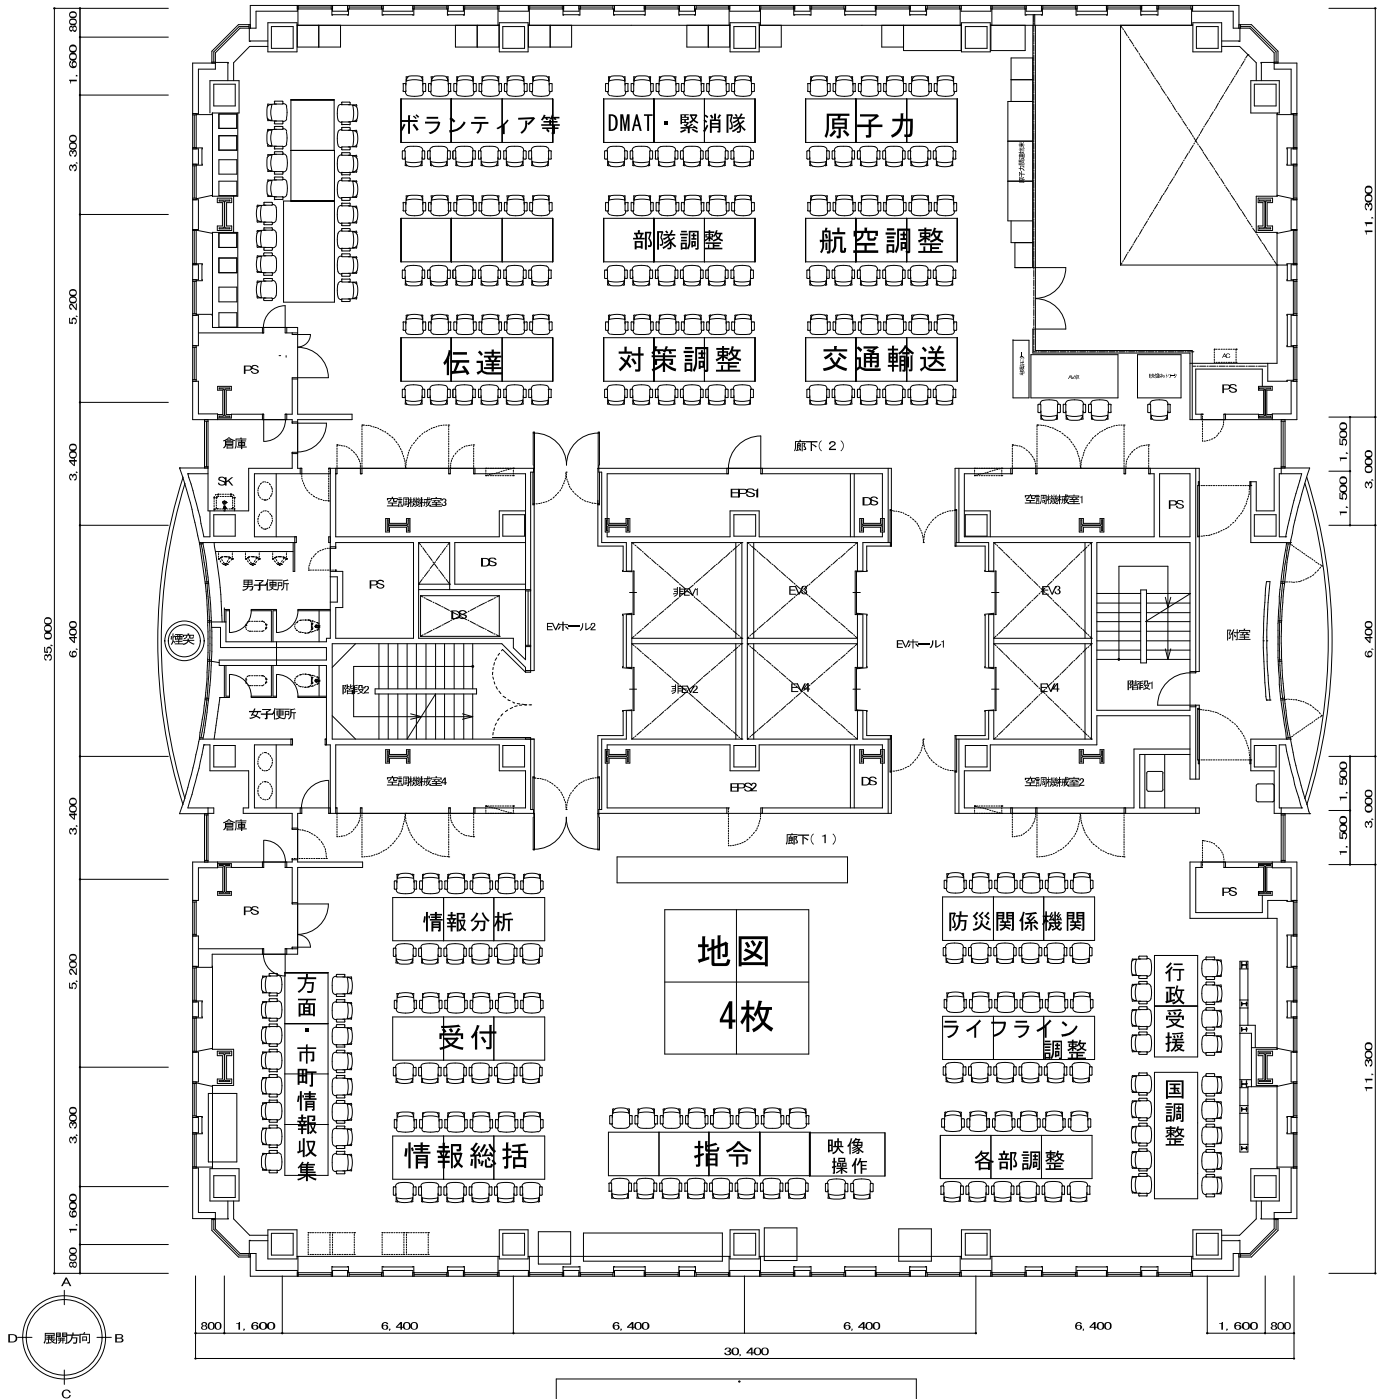 800
1,600
3,300
5,200
3,400
6,400
3,400
5,200
3,300
1,600
800
35,000
ボランティア等
DMAT・緊消隊
原子力
部隊調整
航空調整
伝達
対策調整
交通輸送
AC
PS
PS
倉庫
SK
廊下(2)
空調機械室3
EPS1
DS
空調機械室1
PS
男子便所
PS
DS
DS
EVホール2
非EV1
EV3
EVホール1
EV3
附室
煙突
階段2
非EV2
EV4
EV4
階段1
女子便所
空調機械室4
EPS2
DS
空調機械室2
倉庫
廊下(1)
PS
PS
情報分析
地図
4枚
防災関係機関
行政受援
方面・市町情報収集
受付
ライフライン
調整
国調整
情報総括
指令
映像
操作
各部調整
11,300
1,500
1,500
3,000
6,400
1,500
1,500
3,000
11,300
A
D
展開方向
B
C
800
1,600
6,400
6,400
6,400
6,400
1,600
800
30,400